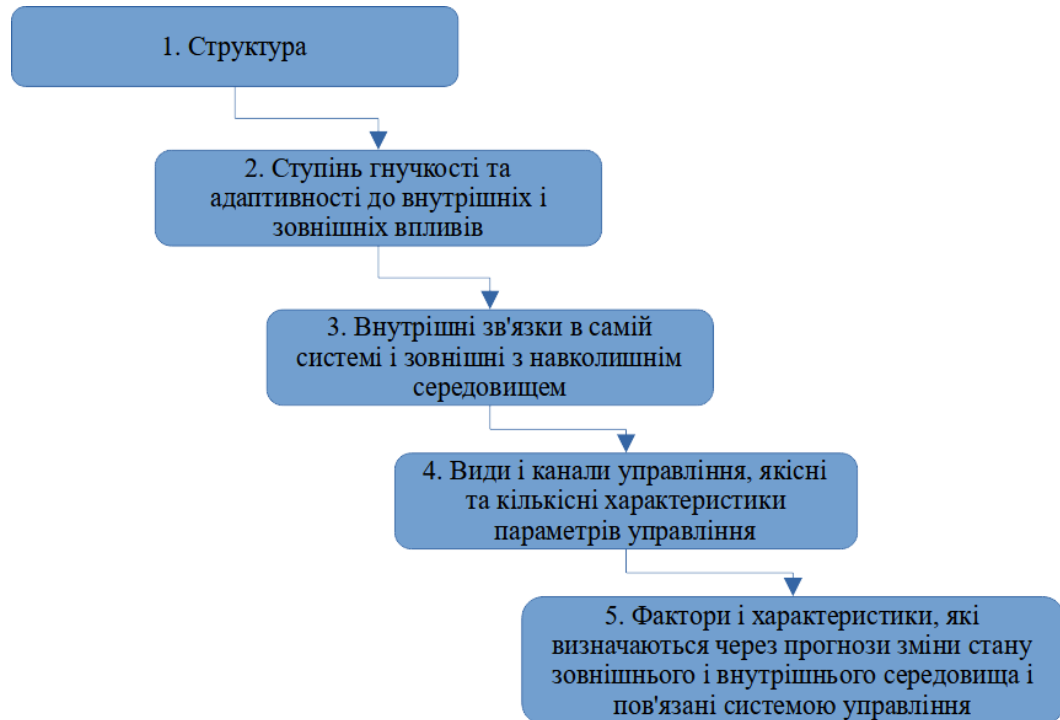 1. Структура
2. Ступінь гнучкості та
адаптивності до внутрішніх і
зовнішніх впливів
3. Внутрішні зв'язки в самій
системі і зовнішні з навколишнім
середовищем
4. Види і канали управління, якісні
та кількісні характеристики
параметрів управління
5. Фактори і характеристики, які
визначаються через прогнози зміни стану
зовнішнього і внутрішнього середовища і
пов'язані системою управління